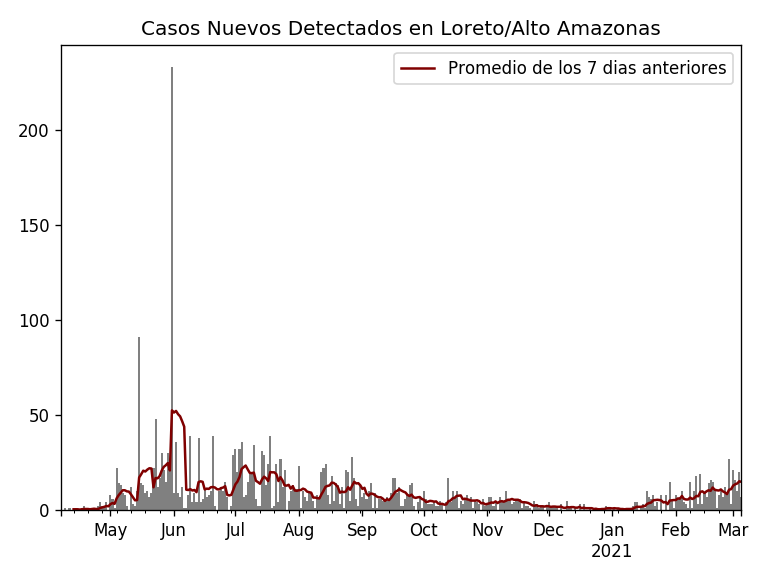 Casos Nuevos Detectados en Loreto/Alto Amazonas
Promedio de los 7 dias anteriores
200
150
100
50
0
May Jun Jul Aug Sep Oct Nov Dec Jan Feb Mar
2021